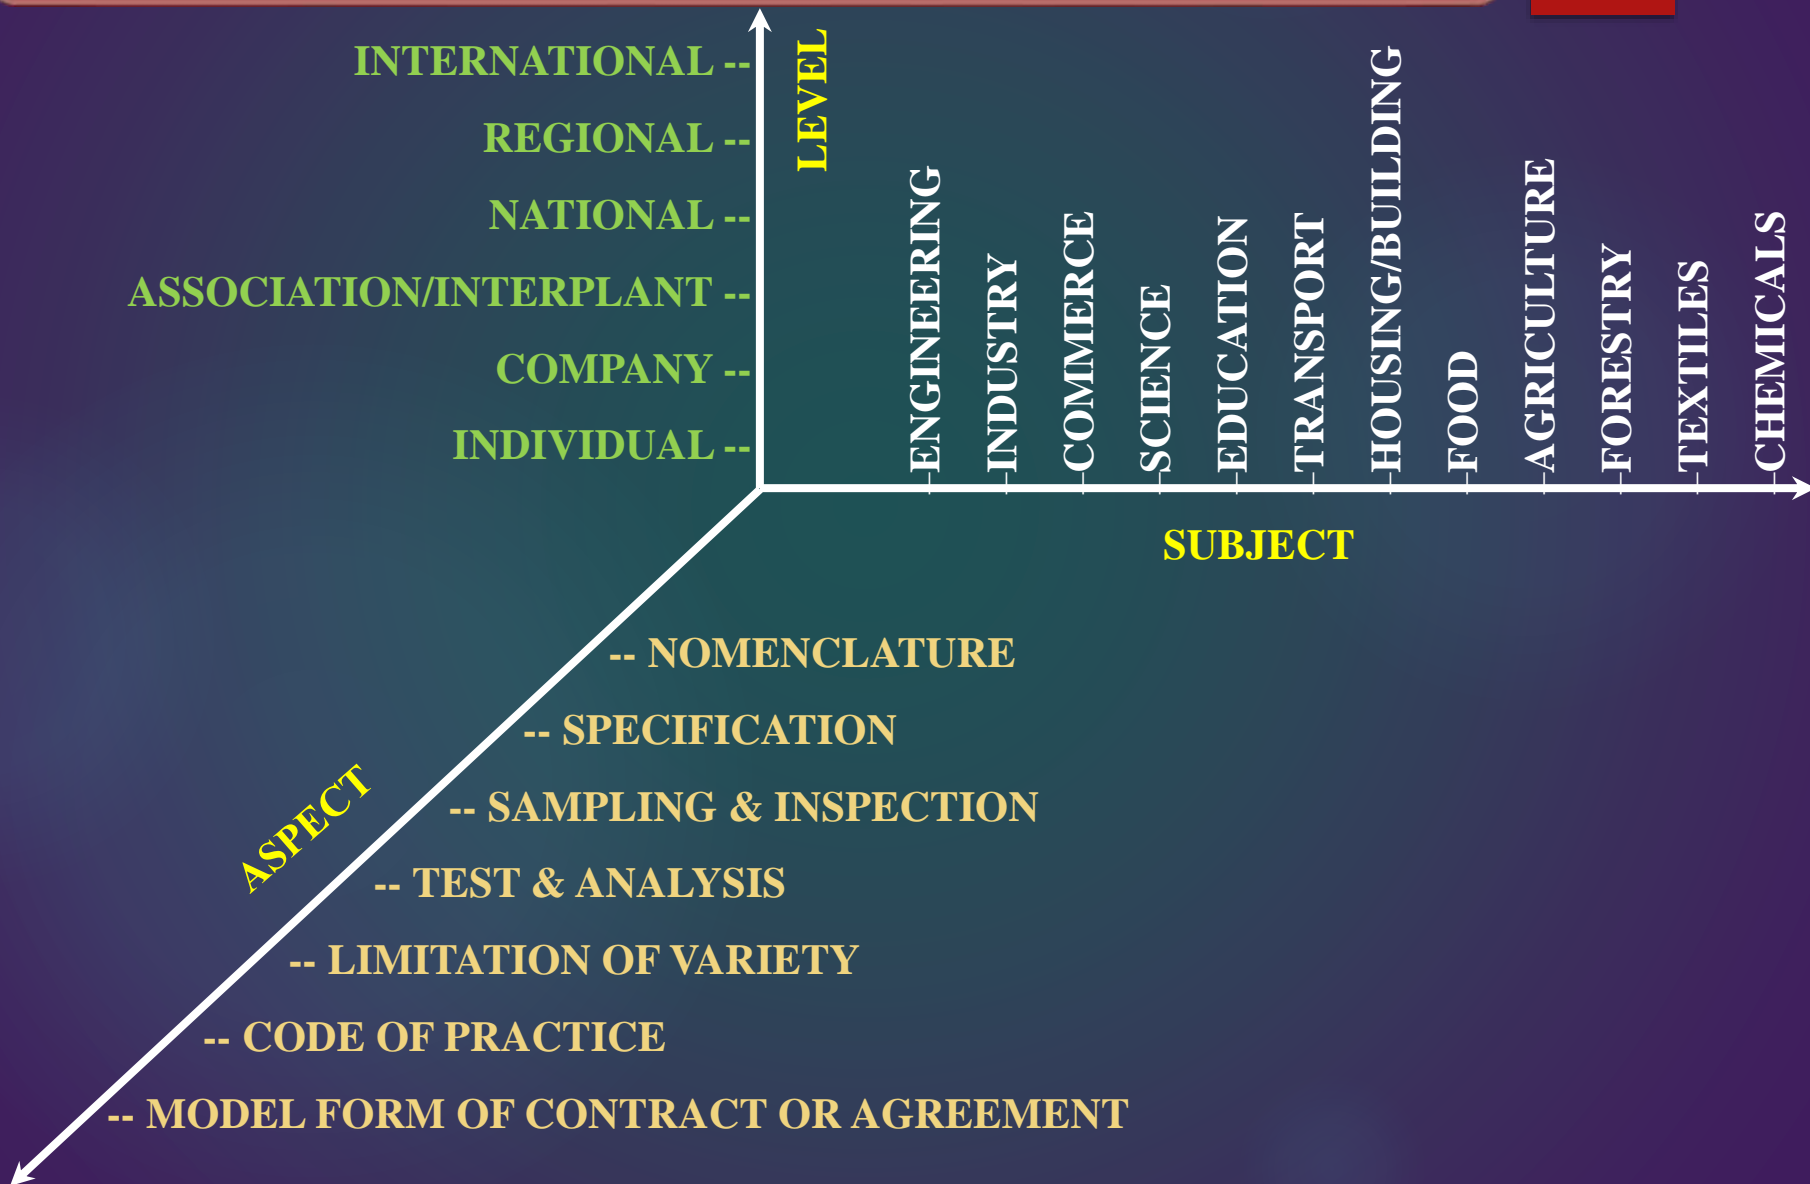 INTERNATIONAL --
REGIONAL --
NATIONAL --
ASSOCIATION/INTERPLANT --
COMPANY --
INDIVIDUAL --
LEVEL
ENGINEERING
INDUSTRY
COMMERCE
SCIENCE
EDUCATION
TRANSPORT
HOUSING/BUILDING
FOOD
AGRICULTURE
FORESTRY
TEXTILES
CHEMICALS
SUBJECT
ASPECT
-- NOMENCLATURE
-- SPECIFICATION
-- SAMPLING & INSPECTION
-- TEST & ANALYSIS
-- LIMITATION OF VARIETY
-- CODE OF PRACTICE
-- MODEL FORM OF CONTRACT OR AGREEMENT